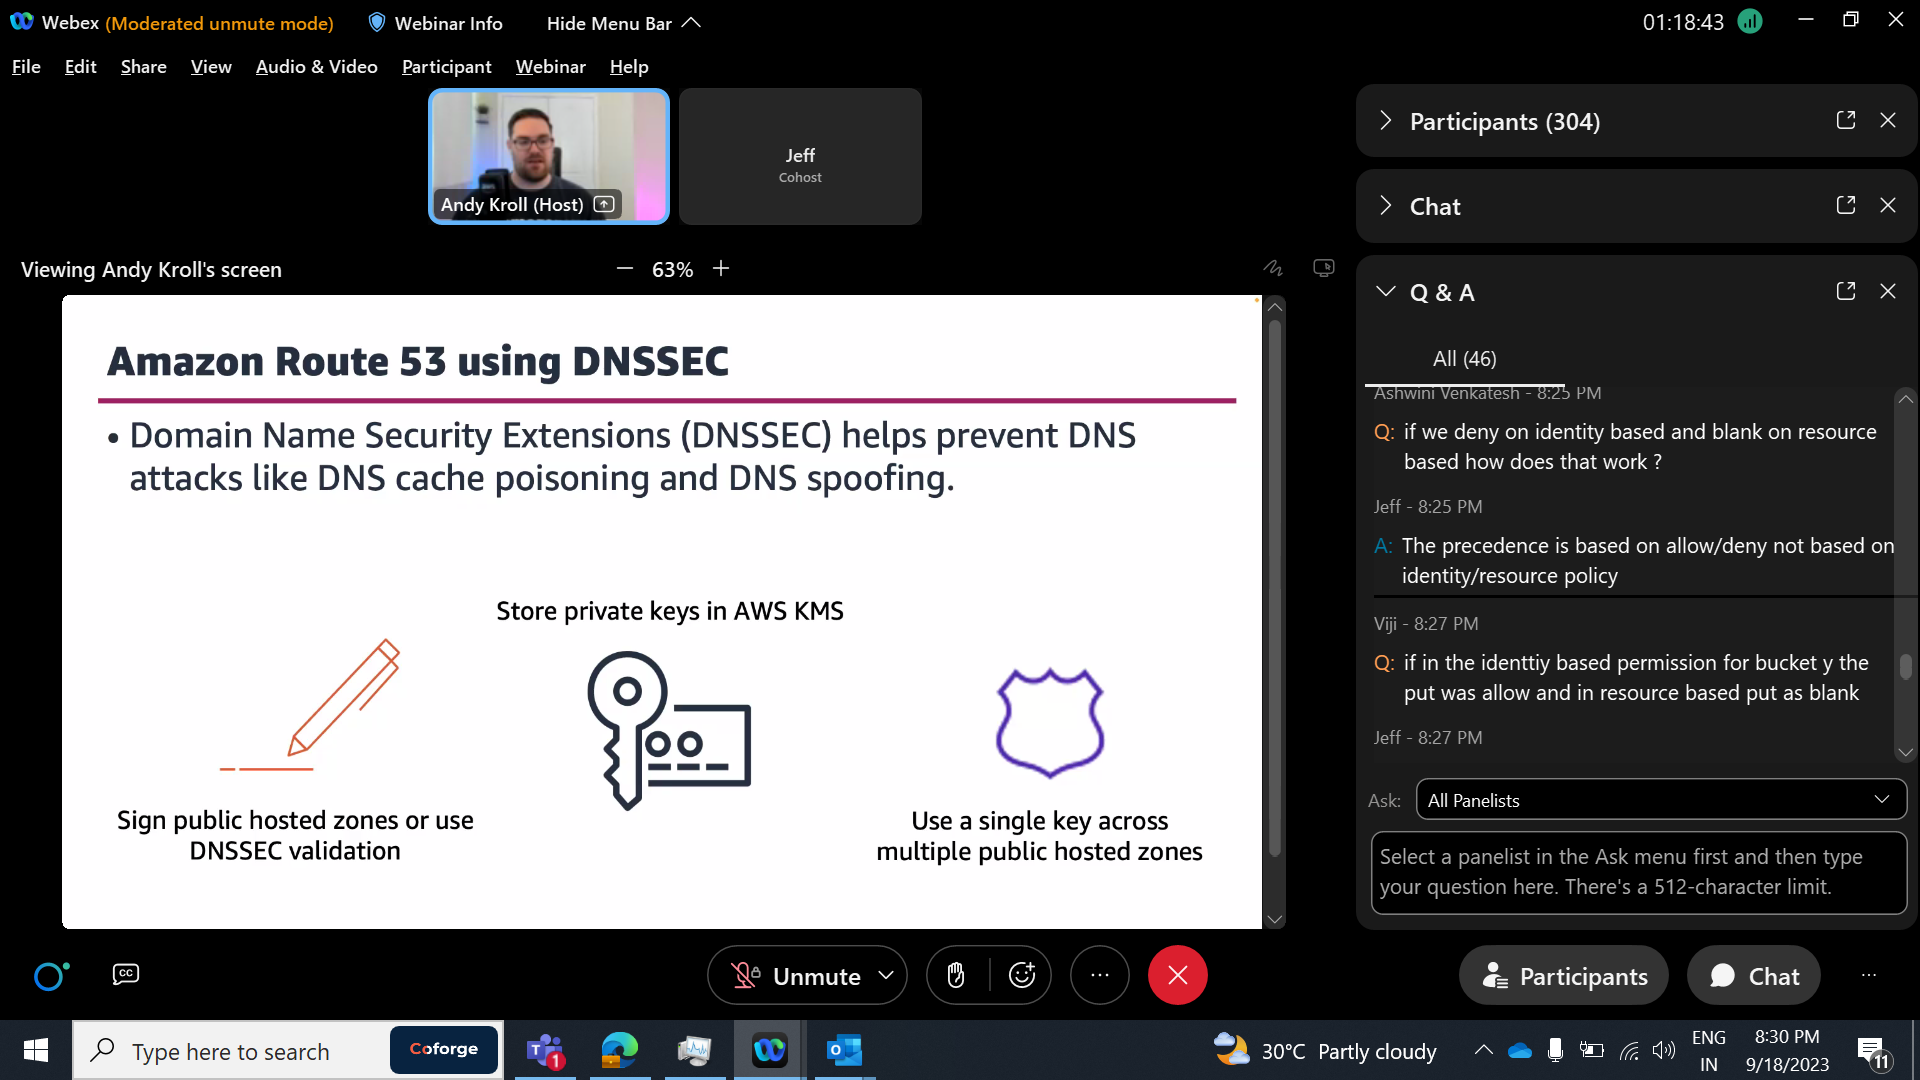 Webex (Moderated unmute mode) Webinar Info Hide Menu Bar 01:18:43
File Edit Share View Audio & Video Participant Webinar Help
Andy Kroll (Host)
Jeff
Cohost
Viewing Andy Kroll's screen 63%
Amazon Route 53 using DNSSEC
• Domain Name Security Extensions (DNSSEC) helps prevent DNS
attacks like DNS cache poisoning and DNS spoofing.
Store private keys in AWS KMS
Sign public hosted zones or use
DNSSEC validation
Use a single key across
multiple public hosted zones
Participants (304)
Chat
Q & A
All (46)
Ashwini Venkatesh - 8:25 PM
Q: if we deny on identity based and blank on resource
based how does that work ?
Jeff - 8:25 PM
A: The precedence is based on allow/deny not based on
identity/resource policy
Viji - 8:27 PM
Q: if in the identtiy based permission for bucket y the
put was allow and in resource based put as blank
Jeff - 8:27 PM
Ask: All Panelists
Select a panelist in the Ask menu first and then type
your question here. There's a 512-character limit.
CC Unmute Participants Chat
Type here to search Coforge
T 1
O
30°C Partly cloudy
ENG
IN
8:30 PM
9/18/2023
11